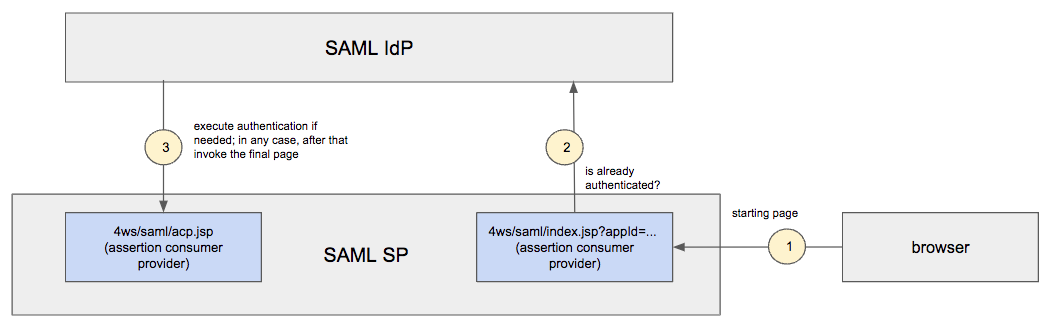 SAML IdP
3
execute authentication if
needed; in any case, after that
invoke the final page
2
is already
authenticated?
4ws/saml/acp.jsp
(assertion consumer
provider)
SAML SP
4ws/saml/index.jsp?appId=...
(assertion consumer
provider)
starting page
1
browser